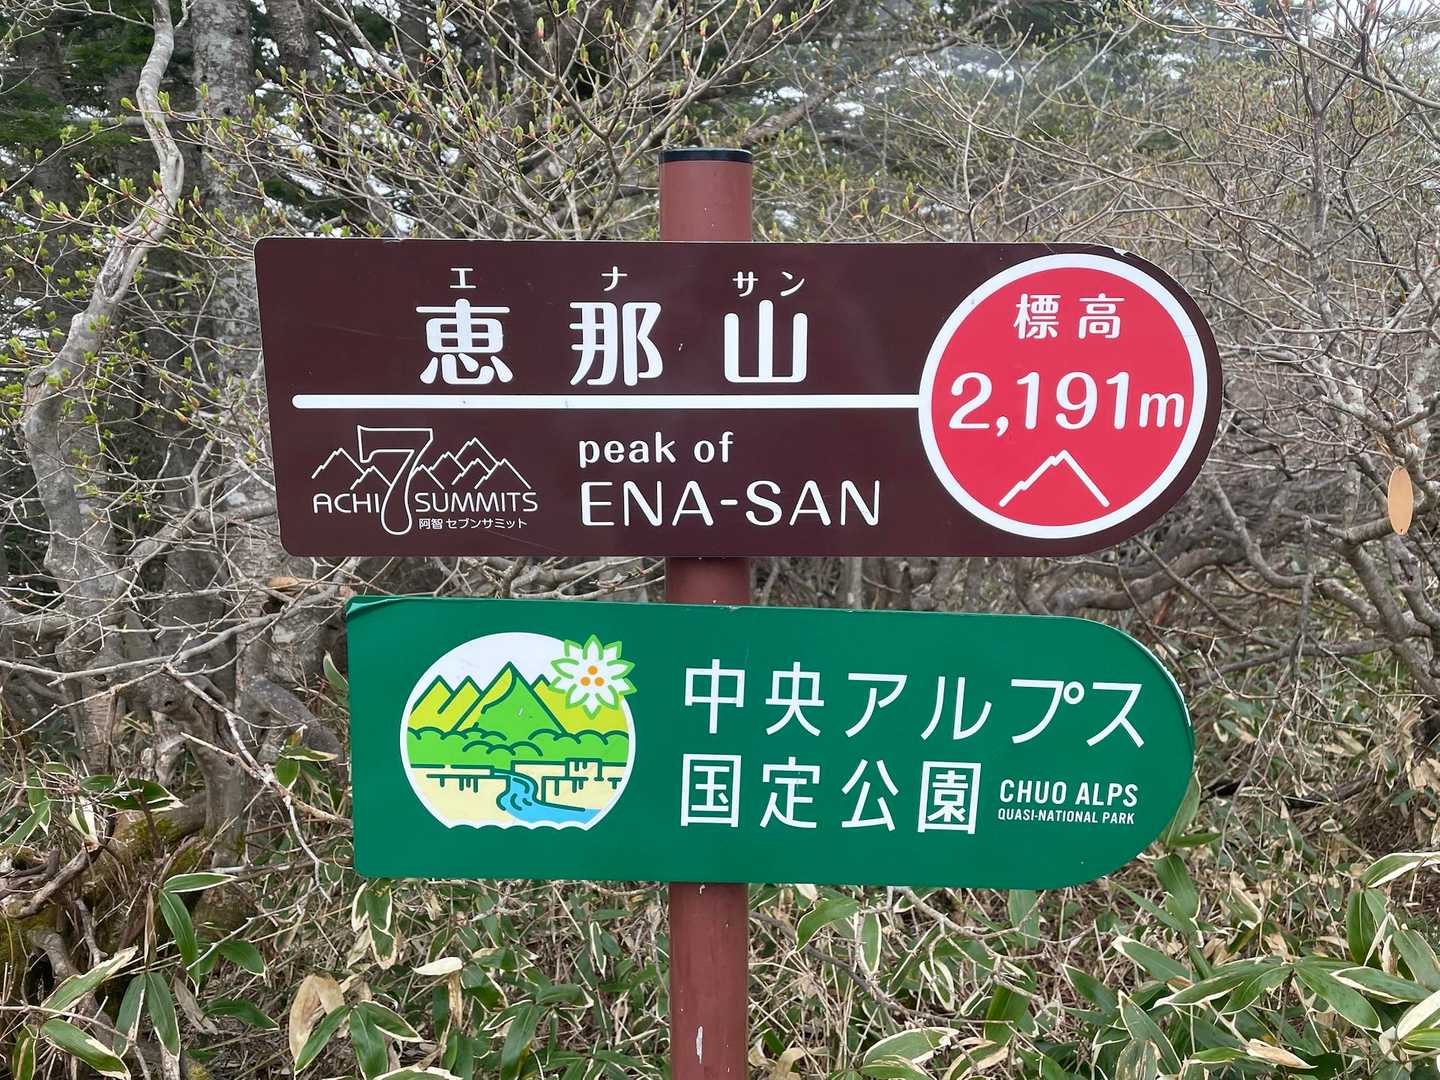 エ ナ サン
恵那山
標高
2,191m
peak of
ENA-SAN
ACHI 7 SUMMITS
阿智セブンサミット
中央アルプス
国定公園
CHUO ALPS
QUASI-NATIONAL PARK